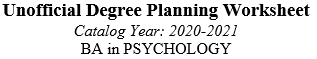 Unofficial Degree Planning Worksheet
Catalog Year: 2020-2021
BA in PSYCHOLOGY